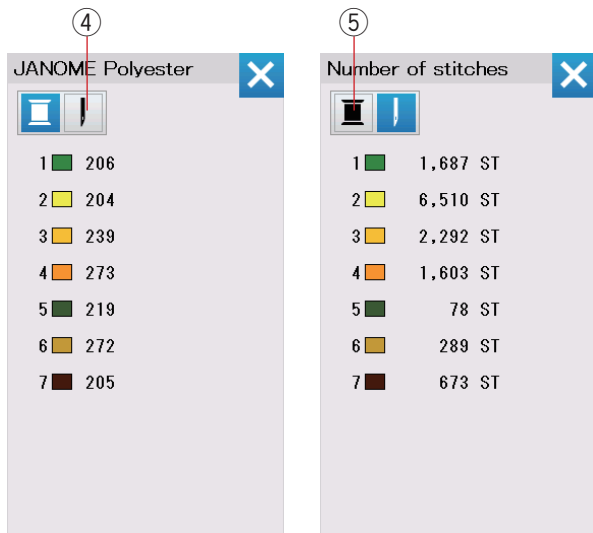 ④
JANOME Polyester
1 206
2 204
3 239
4 273
5 219
6 272
7 205
⑤
Number of stitches
1 1,687 ST
2 6,510 ST
3 2,292 ST
4 1,603 ST
5 78 ST
6 289 ST
7 673 ST